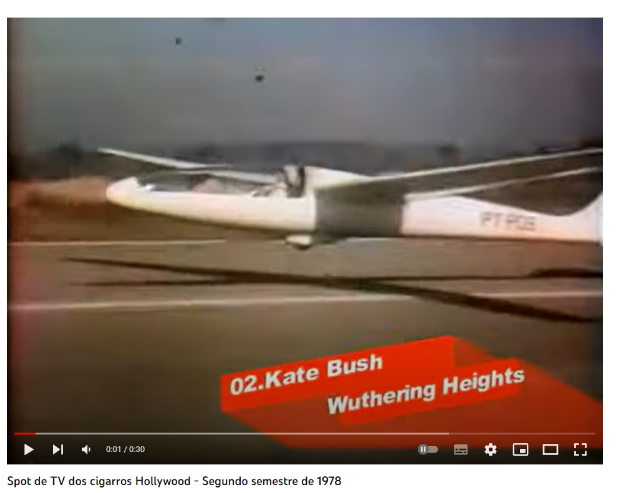 PT PDS
02.Kate Bush
Wuthering Heights
0:01 / 0:30
Spot de TV dos cigarros Hollywood - Segundo semestre de 1978